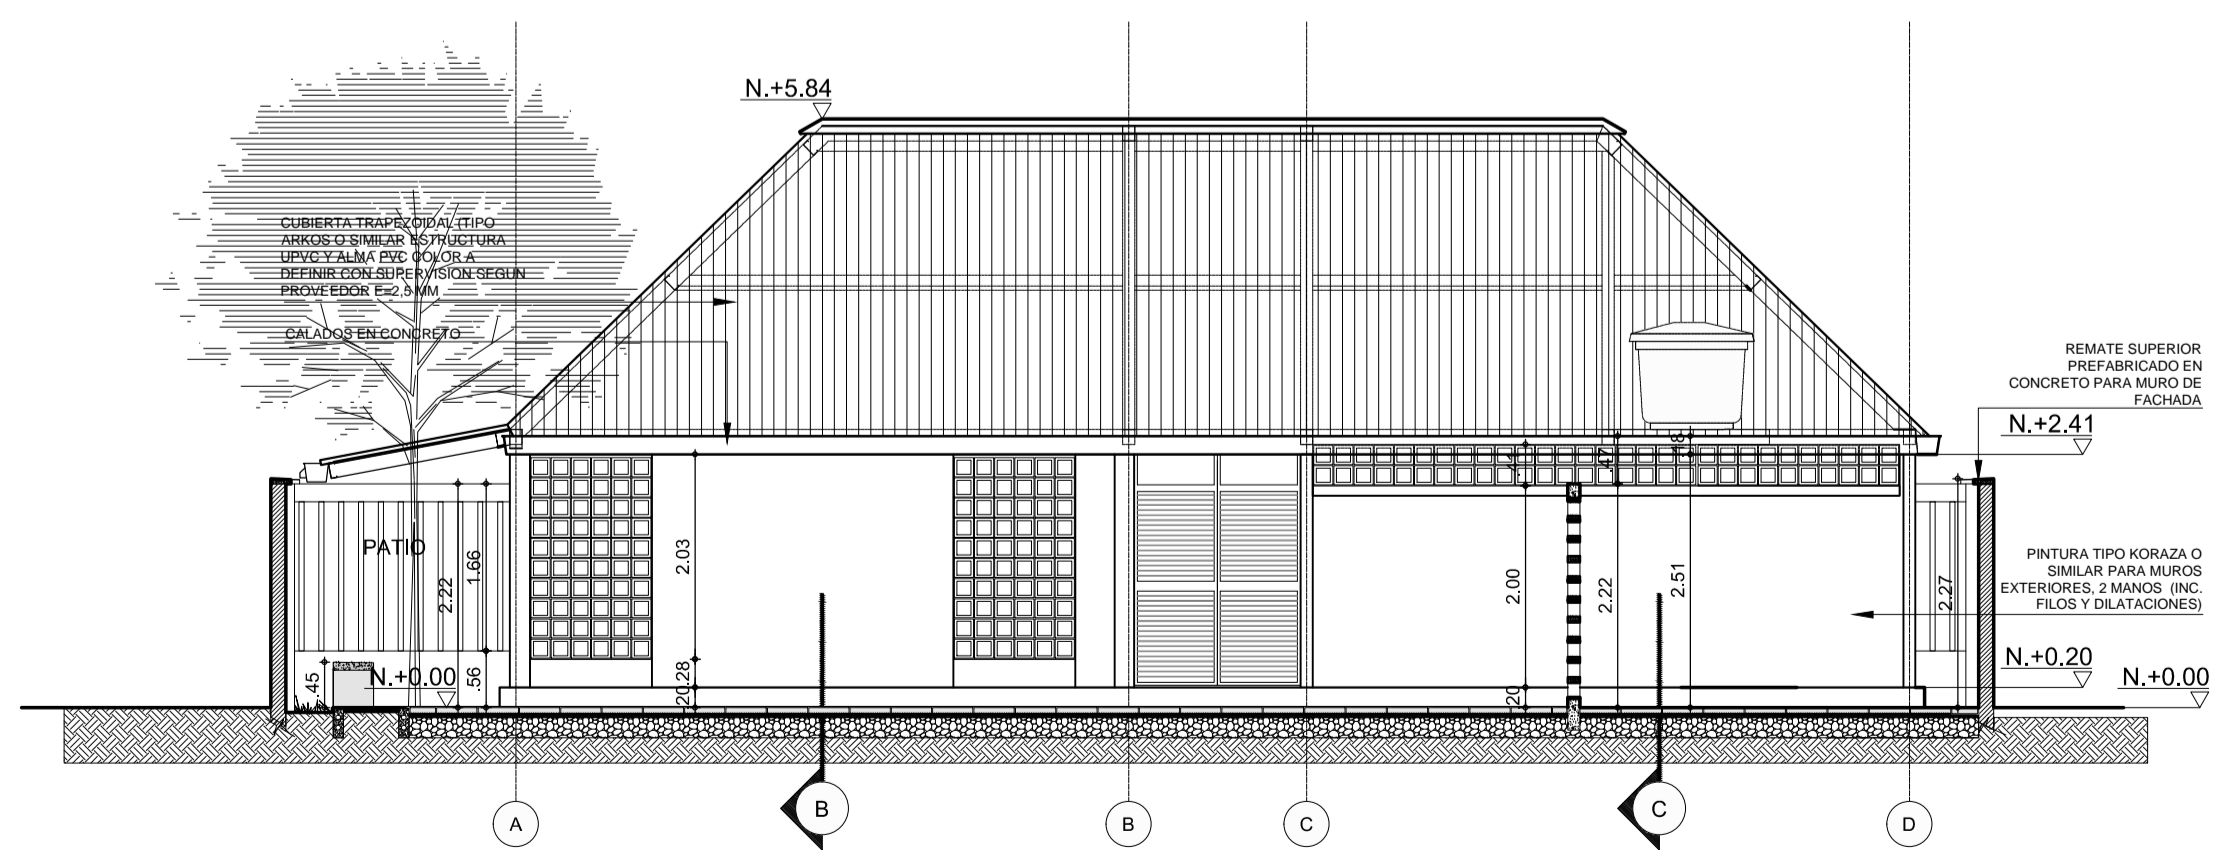 N.+5.84
CUBIERTA TRAPEZOIDAL (TIPO
ARKOS O SIMILAR ESTRUCTURA
UPVC Y ALMA PVC COLOR A
DEFINIR CON SUPERVISION SEGUN
PROVEEDOR E=2,5 MM
CALADOS EN CONCRETO
REMATE SUPERIOR
PREFABRICADO EN
CONCRETO PARA MURO DE
FACHADA
N.+2.41
.41
.47
.18
PATIO
2.22
1.66
2.03
2.00
2.22
2.51
2.27
PINTURA TIPO KORAZA O
SIMILAR PARA MUROS
EXTERIORES, 2 MANOS (INC.
FILOS Y DILATACIONES)
.45
N.+0.00
.56
.20
.28
.20
N.+0.20
N.+0.00
A
B
B
C
C
D